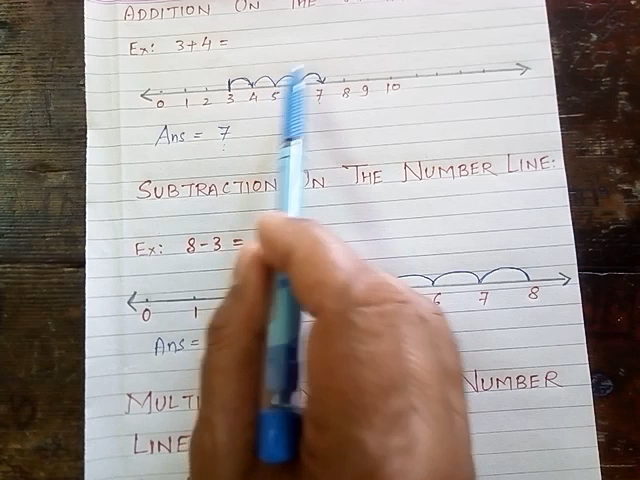 ADDITION ON THE
Ex: 3+4=
0 1 2 3 4 5 7 8 9 10
Ans = 7
SUBTRACTION ON THE NUMBER LINE:
Ex: 8-3 =
0 1 6 7 8
Ans=
NUMBER
LINE